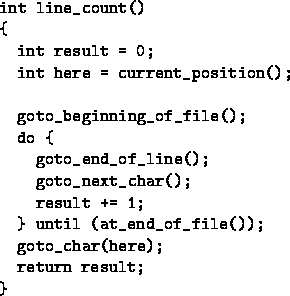 int line_count()
{
  int result = 0;
  int here = current_position();

  goto_beginning_of_file();
  do {
    goto_end_of_line();
    goto_next_char();
    result += 1;
  } until (at_end_of_file());
  goto_char(here);
  return result;
}